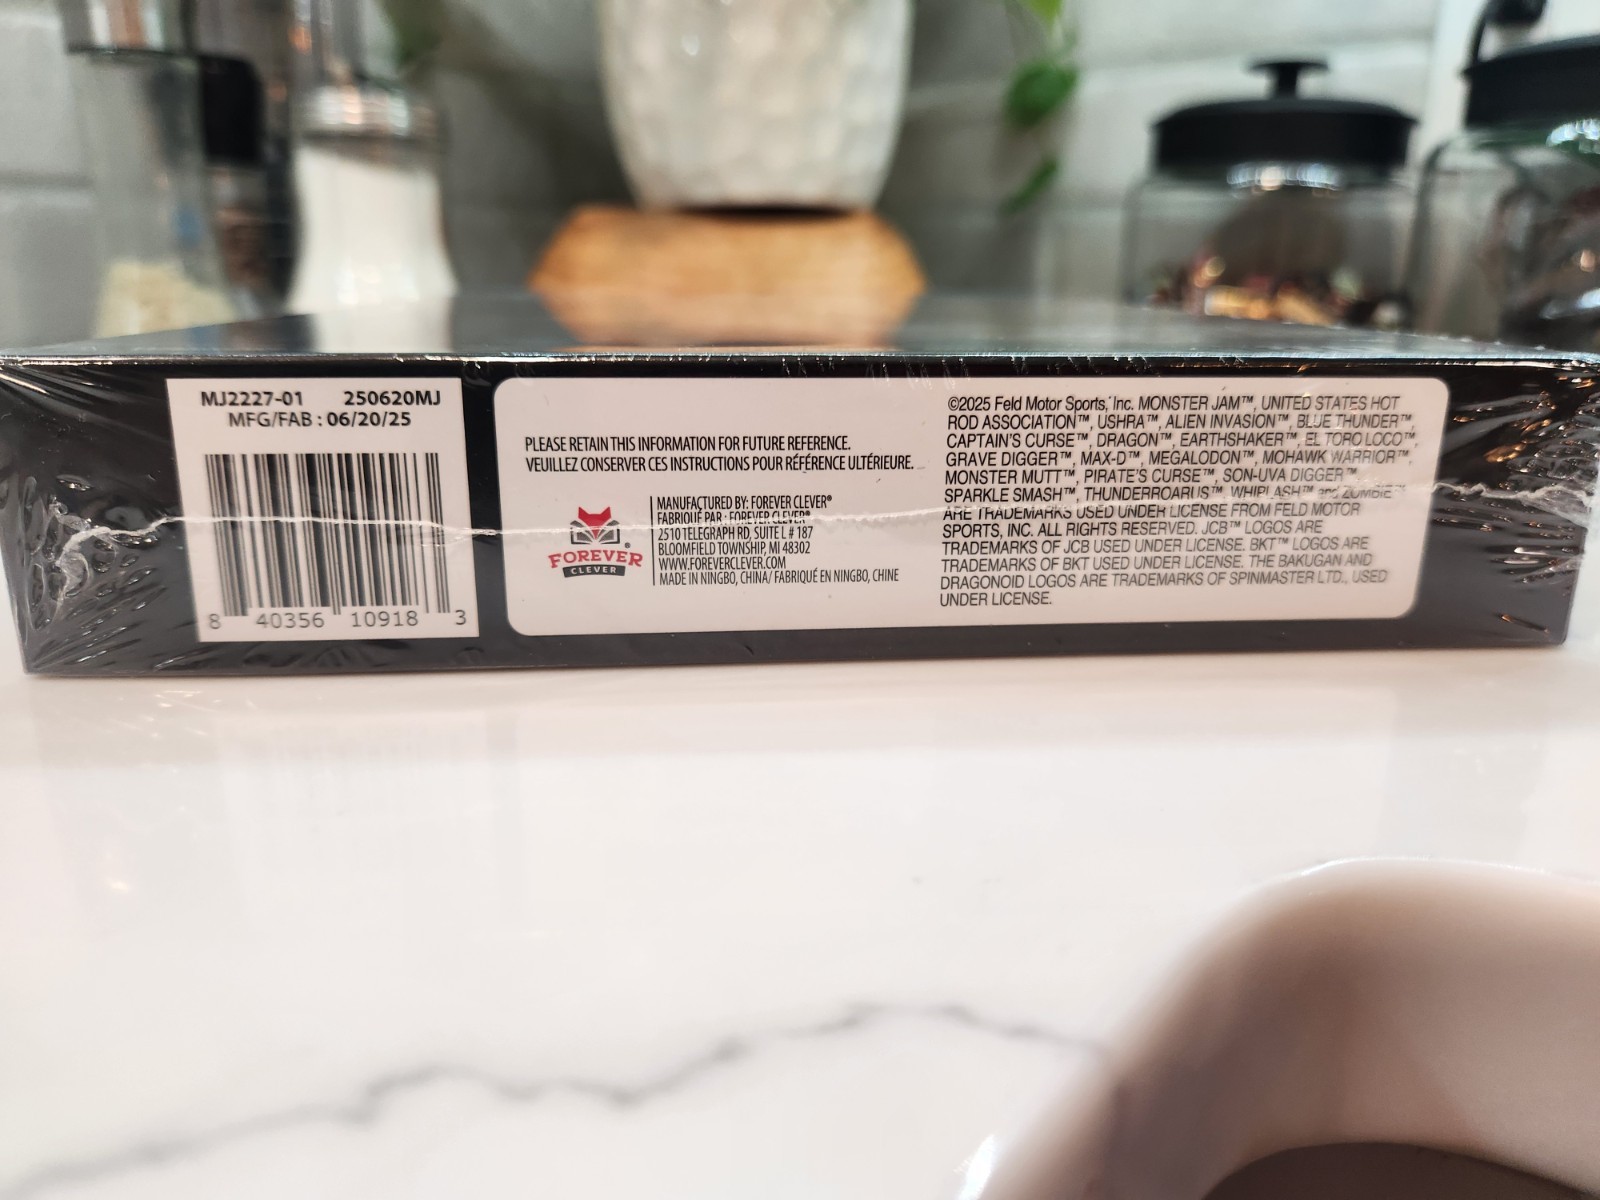 MJ2227-01 250620MJ
MFG/FAB : 06/20/25
8 40356 10918 3
PLEASE RETAIN THIS INFORMATION FOR FUTURE REFERENCE.
VEUILLEZ CONSERVER CES INSTRUCTIONS POUR RÉFÉRENCE ULTÉRIEURE.
FOREVER
CLEVER
MANUFACTURED BY: FOREVER CLEVER®
FABRIQUÉ PAR : FOREVER CLEVER®
2510 TELEGRAPH RD, SUITE L # 187
BLOOMFIELD TOWNSHIP, MI 48302
WWW.FOREVERCLEVER.COM
MADE IN NINGBO, CHINA/ FABRIQUÉ EN NINGBO, CHINE
©2025 Feld Motor Sports, Inc. MONSTER JAM™, UNITED STATES HOT
ROD ASSOCIATION™, USHRA™, ALIEN INVASION™, BLUE THUNDER™,
CAPTAIN'S CURSE™, DRAGON™, EARTHSHAKER™, EL TORO LOCO™,
GRAVE DIGGER™, MAX-D™, MEGALODON™, MOHAWK WARRIOR™,
MONSTER MUTT™, PIRATE'S CURSE™, SON-UVA DIGGER™,
SPARKLE SMASH™, THUNDERROARUS™, WHIPLASH™ and ZOMBIE™
ARE TRADEMARKS USED UNDER LICENSE FROM FELD MOTOR
SPORTS, INC. ALL RIGHTS RESERVED. JCB™ LOGOS ARE
TRADEMARKS OF JCB USED UNDER LICENSE. BKT™ LOGOS ARE
TRADEMARKS OF BKT USED UNDER LICENSE. THE BAKUGAN AND
DRAGONOID LOGOS ARE TRADEMARKS OF SPINMASTER LTD., USED
UNDER LICENSE.